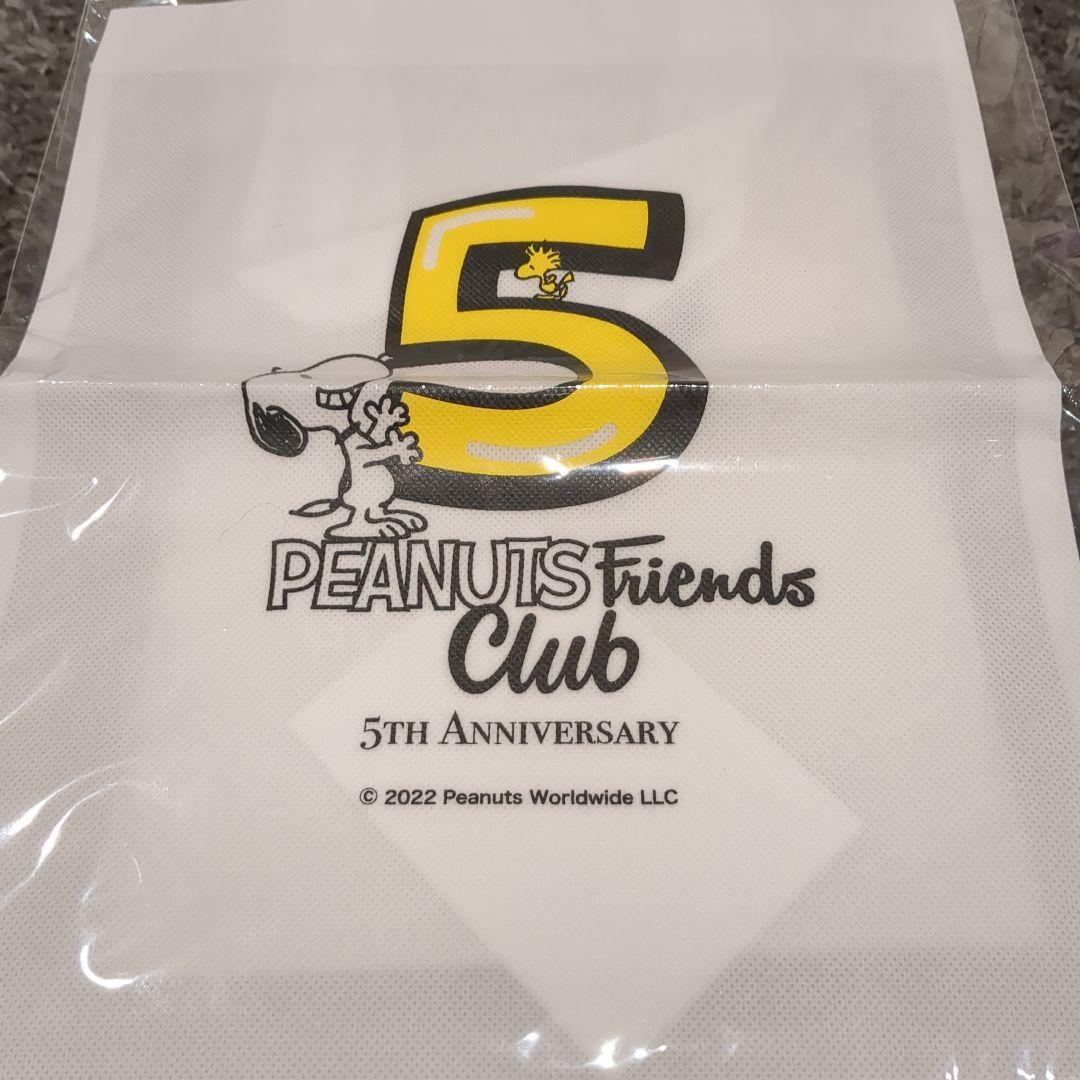 5
PEANUTS Friends
Club
5TH ANNIVERSARY
© 2022 Peanuts Worldwide LLC